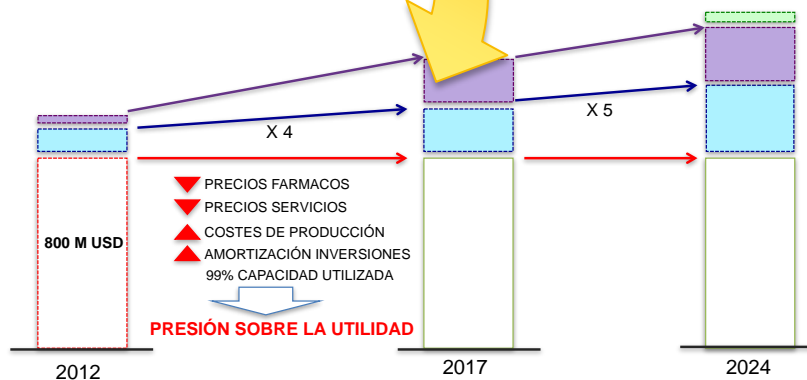 X 4
X 5
PRECIOS FARMACOS
PRECIOS SERVICIOS
800 M USD
COSTES DE PRODUCCIÓN
AMORTIZACIÓN INVERSIONES
99% CAPACIDAD UTILIZADA
PRESIÓN SOBRE LA UTILIDAD
2012
2017
2024